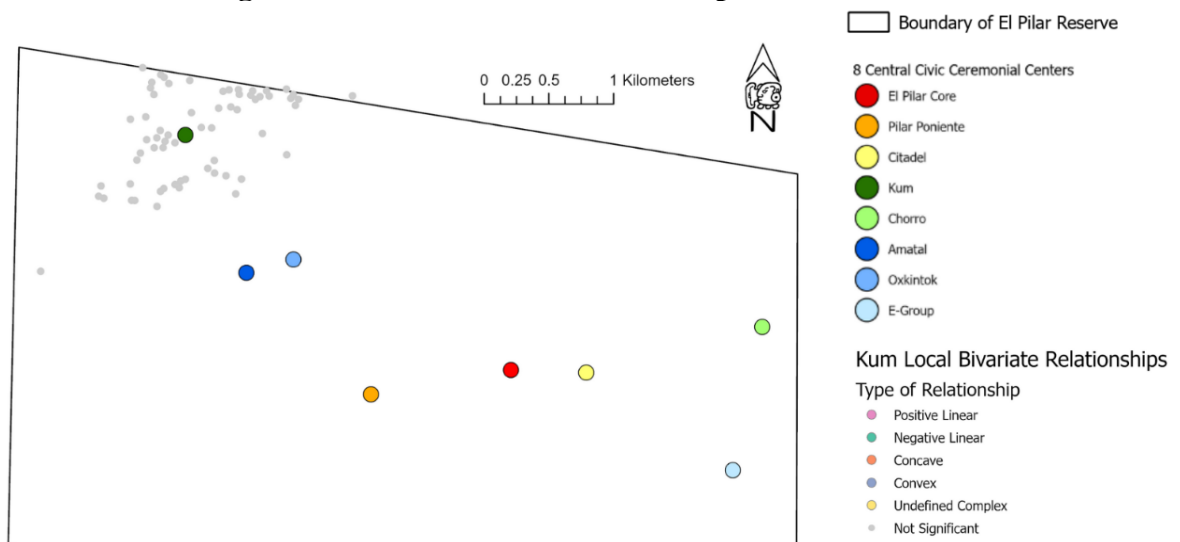 Boundary of El Pilar Reserve
0 0.25 0.5 1 Kilometers
N
8 Central Civic Ceremonial Centers
El Pilar Core
Pilar Poniente
Citadel
Kum
Chorro
Amatal
Oxkintok
E-Group
Kum Local Bivariate Relationships
Type of Relationship
Positive Linear
Negative Linear
Concave
Convex
Undefined Complex
Not Significant